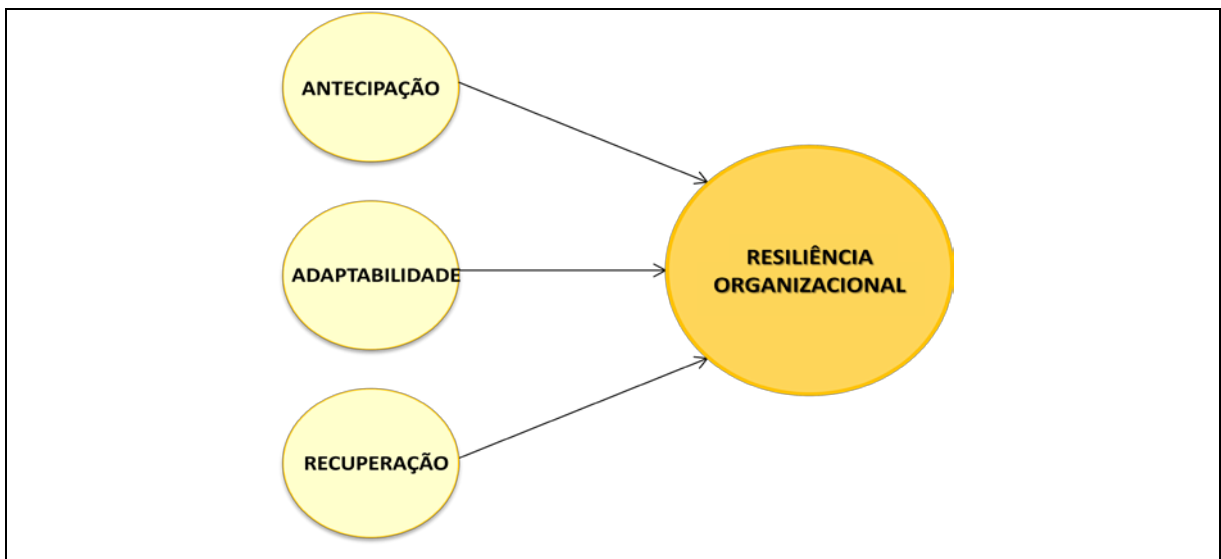 ANTECIPAÇÃO
ADAPTABILIDADE
RECUPERAÇÃO
RESILIÊNCIA
ORGANIZACIONAL